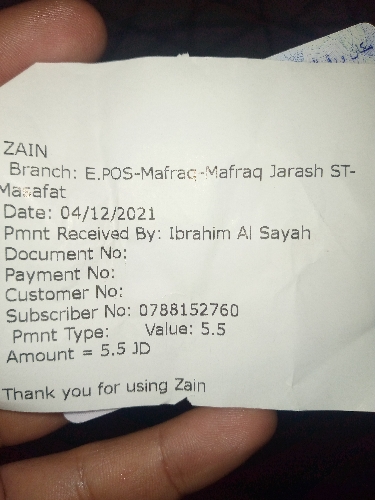 ZAIN
Branch: E.POS-Mafraq-Mafraq Jarash ST-
Masafat
Date: 04/12/2021
Pmnt Received By: Ibrahim Al Sayah
Document No:
Payment No:
Customer No:
Subscriber No: 0788152760
Pmnt Type: Value: 5.5
Amount = 5.5 JD
Thank you for using Zain